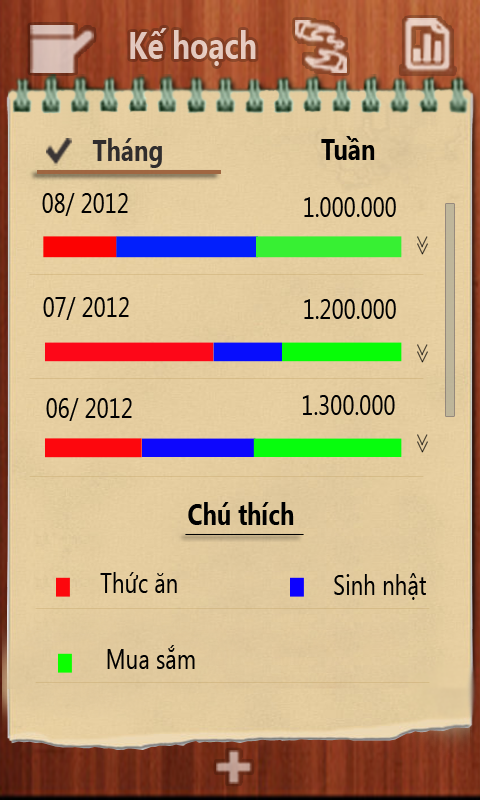 Kế hoạch
Tháng
Tuần
08/ 2012
1.000.000
07/ 2012
1.200.000
06/ 2012
1.300.000
Chú thích
Thức ăn
Sinh nhật
Mua sắm